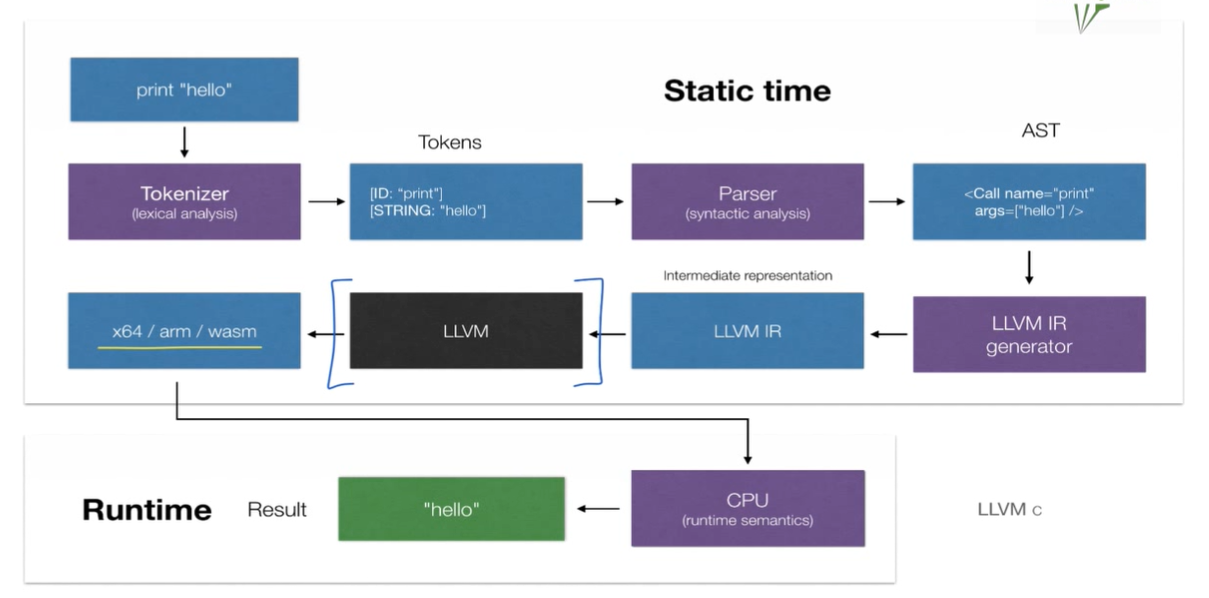 print "hello"
Static time
Tokens
AST
Tokenizer
(lexical analysis)
[ID: "print"]
[STRING: "hello"]
Parser
(syntactic analysis)
<Call name="print"
args=["hello"] />
Intermediate representation
x64 / arm / wasm
LLVM
LLVM IR
LLVM IR
generator
Runtime
Result
"hello"
CPU
(runtime semantics)
LLVM c